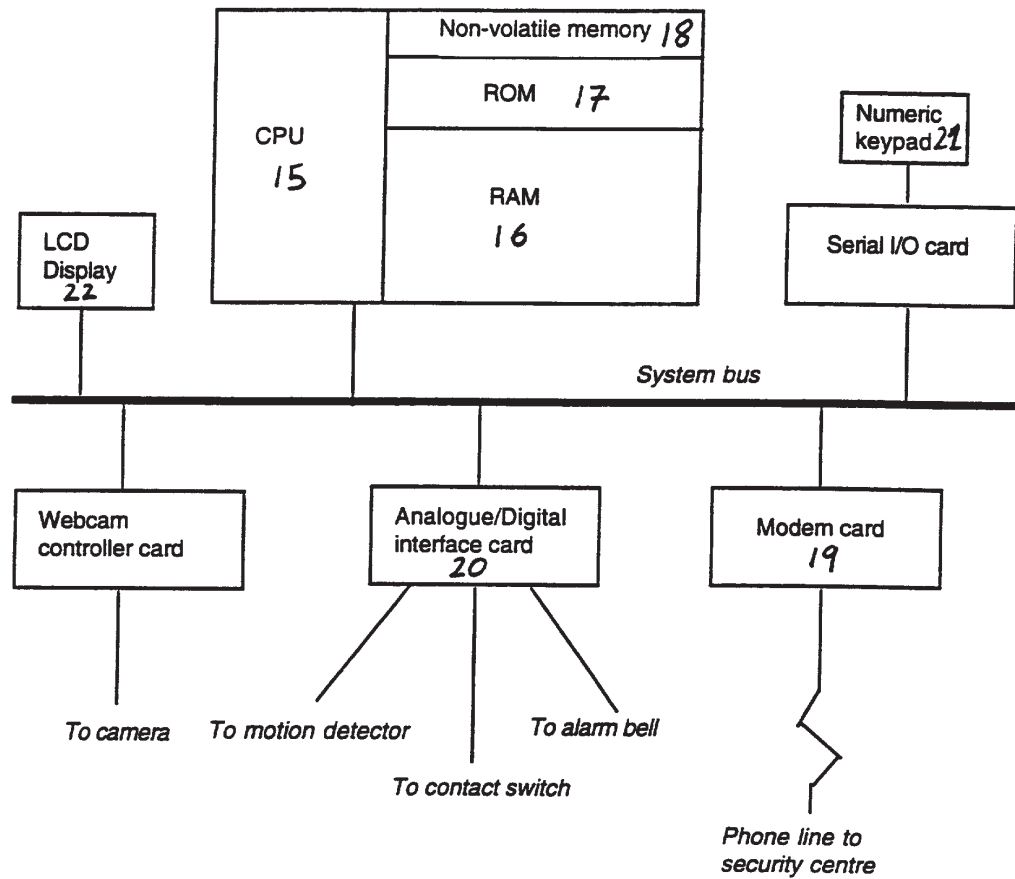 Non-volatile memory 18
ROM 17
CPU
15
RAM
16
Numeric
keypad 21
Serial I/O card
LCD
Display
22
System bus
Webcam
controller card
Analogue/Digital
interface card
20
Modem card
19
To camera
To motion detector
To alarm bell
To contact switch
Phone line to
security centre